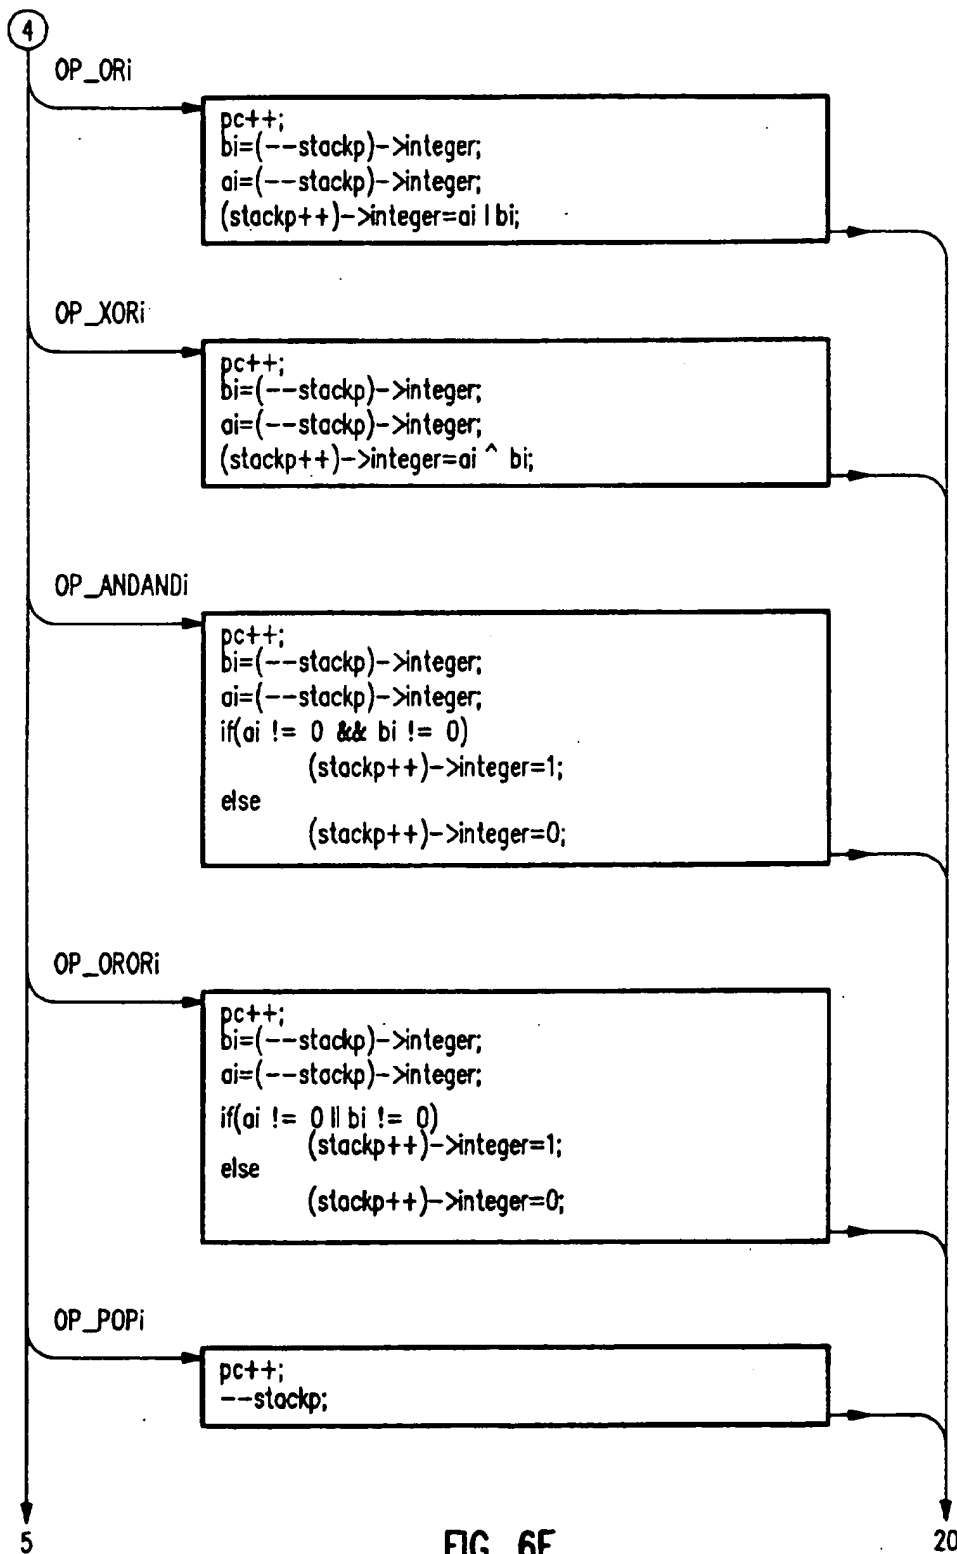 4
OP_ORi
pc++;
bi=(--stackp)->integer;
ai=(--stackp)->integer;
(stackp++)->integer=ai | bi;
OP_XORi
pc++;
bi=(--stackp)->integer;
ai=(--stackp)->integer;
(stackp++)->integer=ai ^ bi;
OP_ANDANDi
pc++;
bi=(--stackp)->integer;
ai=(--stackp)->integer;
if(ai != 0 && bi != 0)
(stackp++)->integer=1;
else
(stackp++)->integer=0;
OP_ORORi
pc++;
bi=(--stackp)->integer;
ai=(--stackp)->integer;
if(ai != 0 || bi != 0)
(stackp++)->integer=1;
else
(stackp++)->integer=0;
OP_POPi
pc++;
--stackp;
5
20